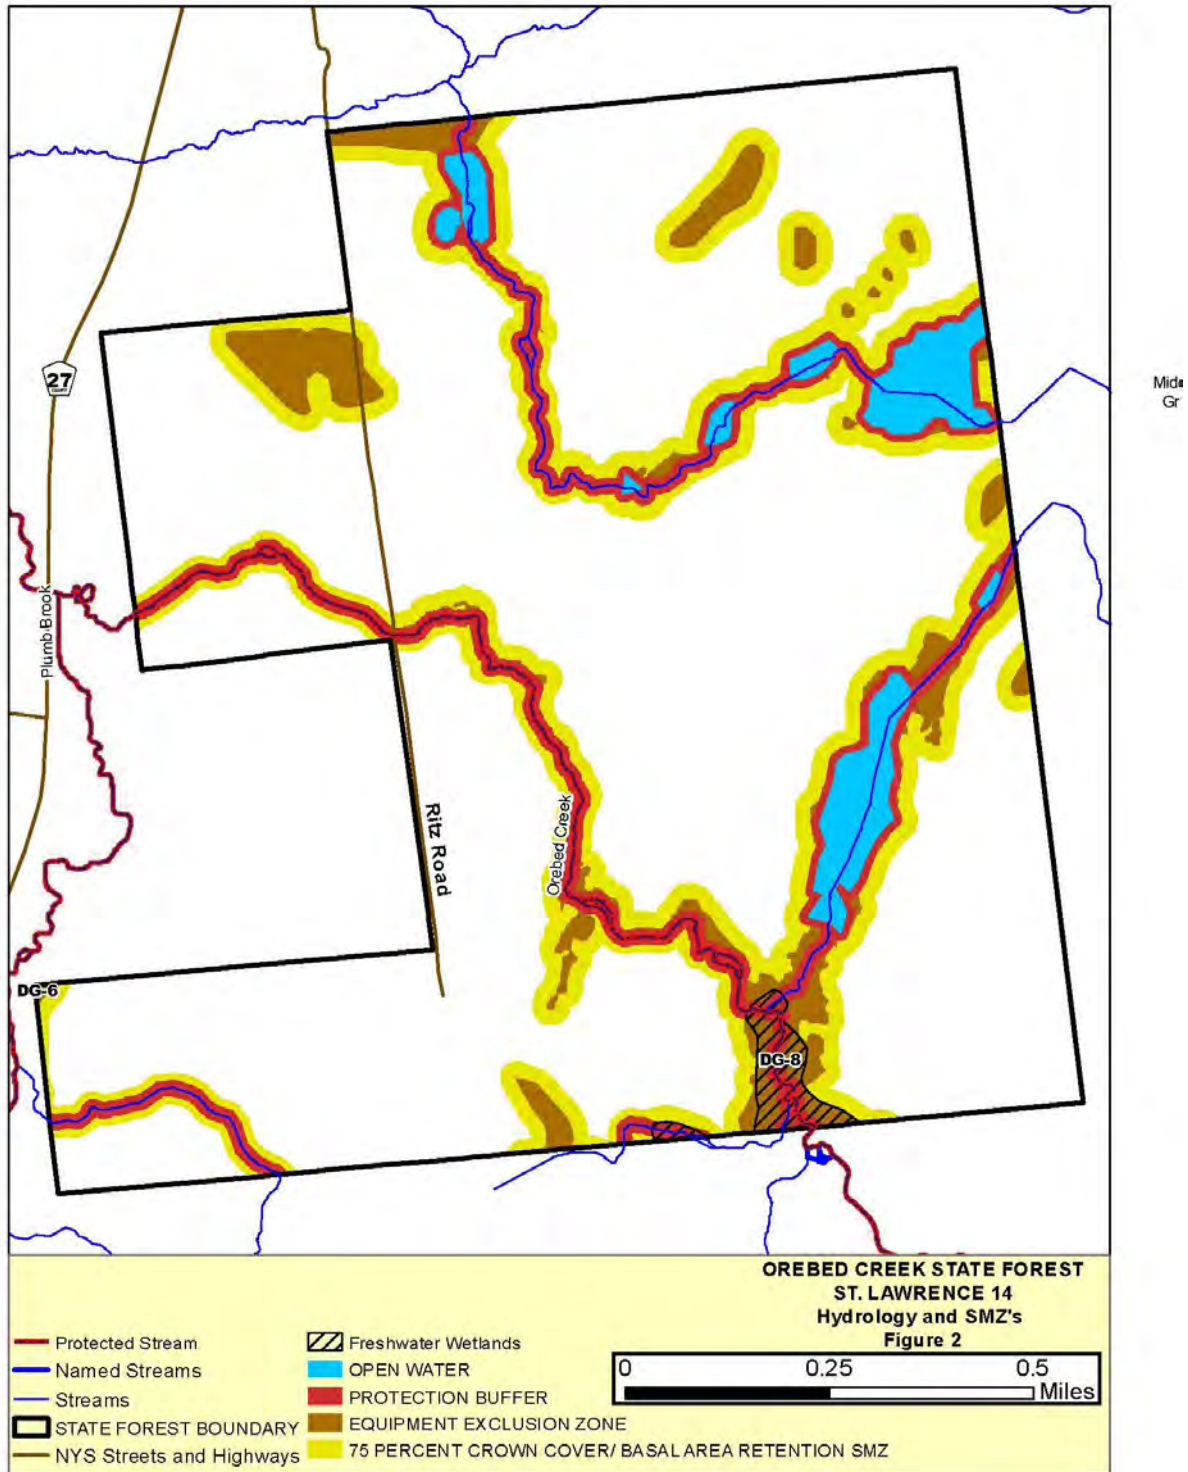 27
Mid
Gr
Plumb Brook
Ritz Road
Orebed Creek
DG-6
DG-8
OREBED CREEK STATE FOREST
ST. LAWRENCE 14
Hydrology and SMZ's
Figure 2
Protected Stream
Named Streams
Streams
STATE FOREST BOUNDARY
NYS Streets and Highways
Freshwater Wetlands
OPEN WATER
PROTECTION BUFFER
EQUIPMENT EXCLUSION ZONE
75 PERCENT CROWN COVER/ BASAL AREA RETENTION SMZ
0 0.25 0.5
Miles